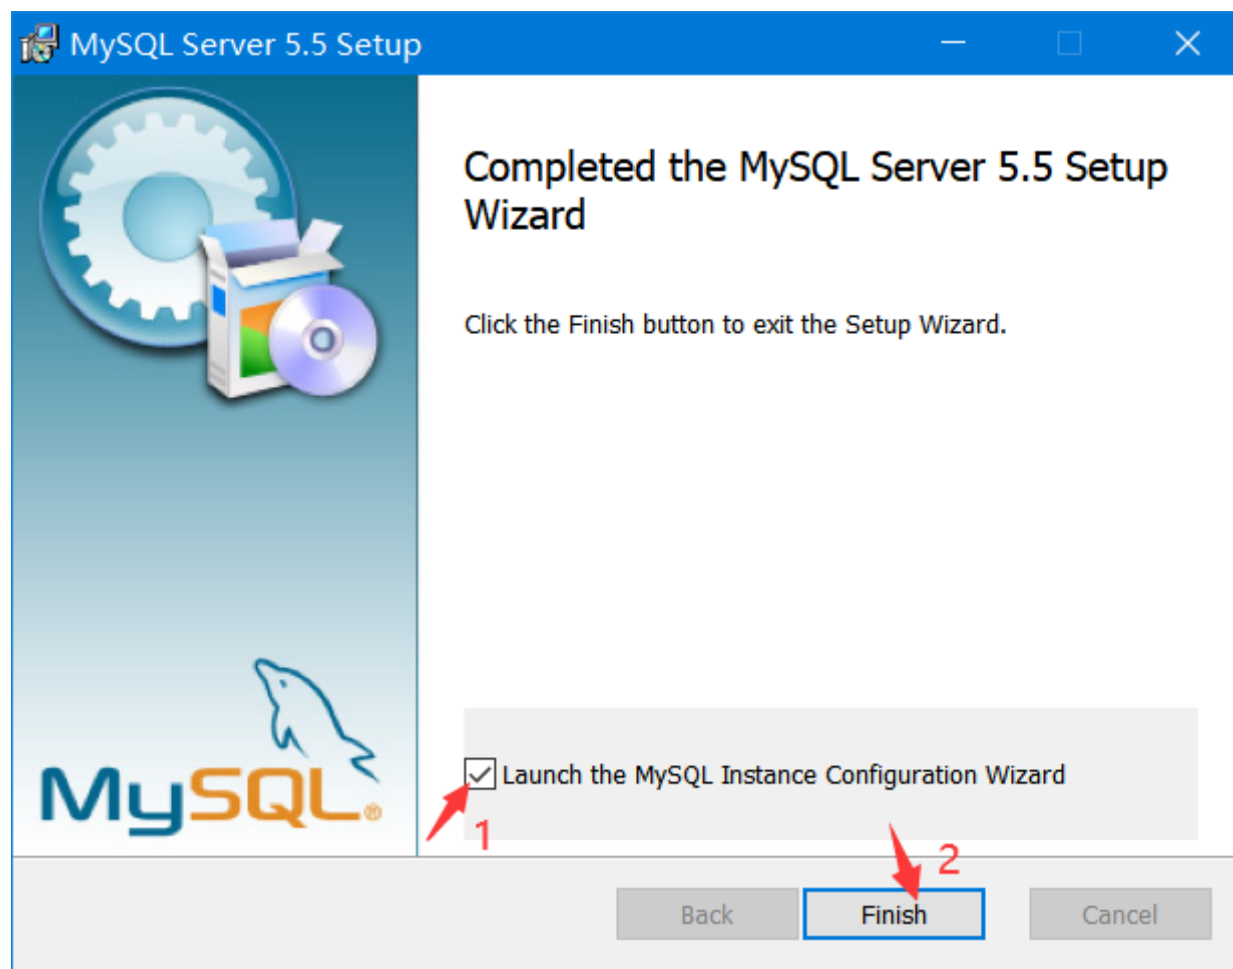 MySQL Server 5.5 Setup
Completed the MySQL Server 5.5 Setup
Wizard
Click the Finish button to exit the Setup Wizard.
MySQL®
Launch the MySQL Instance Configuration Wizard
1
2
Back
Finish
Cancel